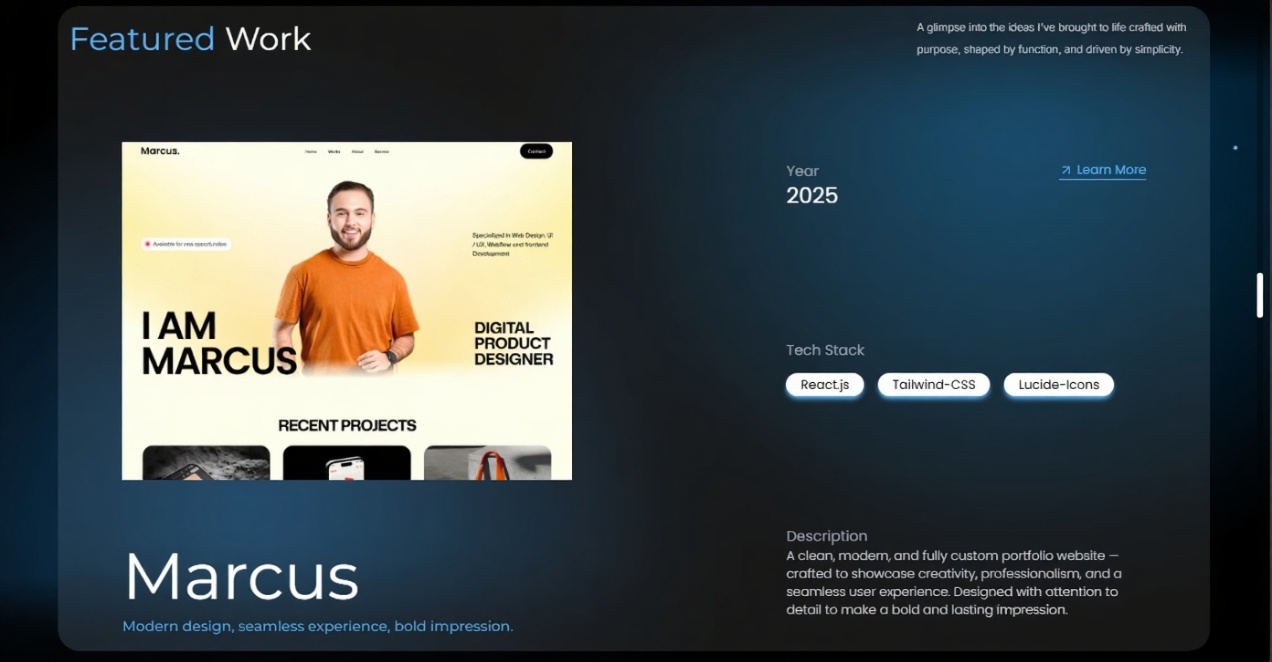 Featured Work
A glimpse into the ideas I've brought to life crafted with
purpose, shaped by function, and driven by simplicity.
Marcus.
Home Works About Service
Contact
Available for new opportunities
Specialized in Web Design, UI
/ UX, Webflow and frontend
Development
I AM
MARCUS
DIGITAL
PRODUCT
DESIGNER
RECENT PROJECTS
Marcus
Modern design, seamless experience, bold impression.
Year
2025
Learn More
Tech Stack
React.js
Tailwind-CSS
Lucide-Icons
Description
A clean, modern, and fully custom portfolio website —
crafted to showcase creativity, professionalism, and a
seamless user experience. Designed with attention to
detail to make a bold and lasting impression.